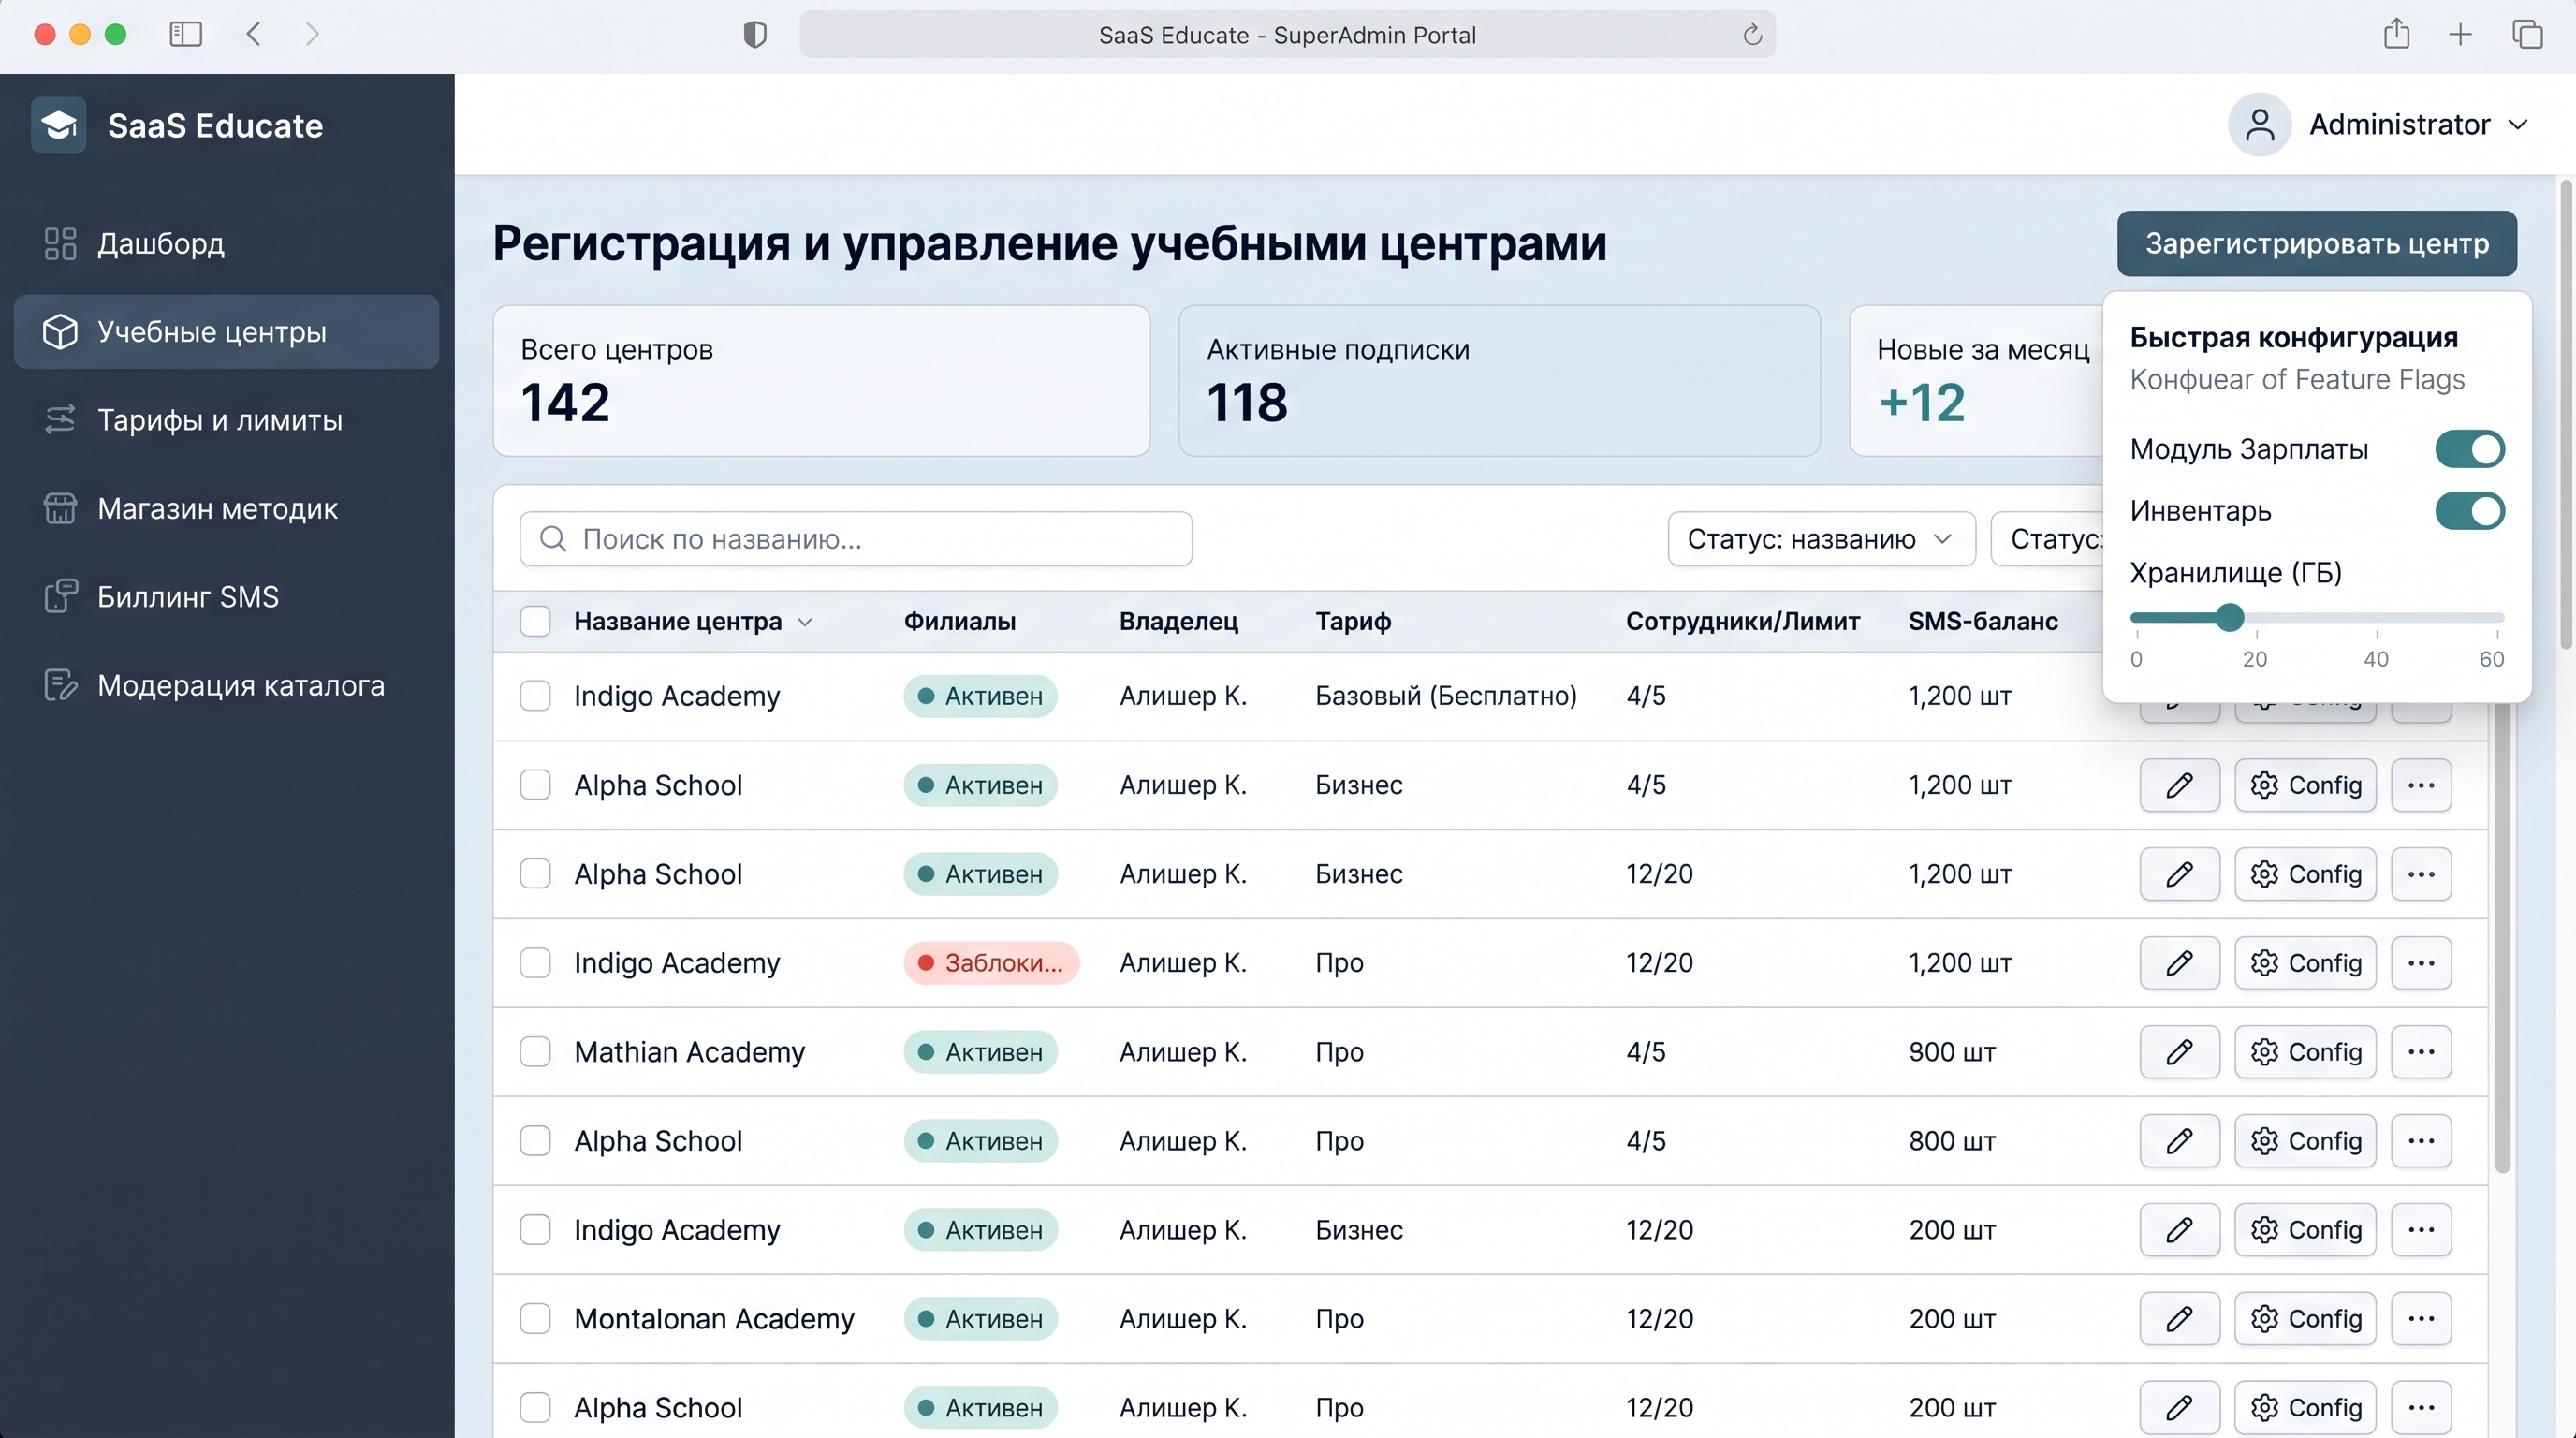 SaaS Educate - SuperAdmin Portal
SaaS Educate
Administrator
Дашборд
Учебные центры
Тарифы и лимиты
Магазин методик
Биллинг SMS
Модерация каталога
Регистрация и управление учебными центрами
Зарегистрировать центр
Всего центров
142
Активные подписки
118
Новые за месяц
+12
Быстрая конфигурация
Конфuear of Feature Flags
Модуль Зарплаты
Инвентарь
Хранилище (ГБ)
0 20 40 60
Поиск по названию...
Статус: названию
Статус:
Название центра Филиалы Владелец Тариф Сотрудники/Лимит SMS-баланс
Indigo Academy Активен Алишер К. Базовый (Бесплатно) 4/5 1,200 шт
Alpha School Активен Алишер К. Бизнес 4/5 1,200 шт Config
Alpha School Активен Алишер К. Бизнес 12/20 1,200 шт Config
Indigo Academy Заблоки... Алишер К. Про 12/20 1,200 шт Config
Mathian Academy Активен Алишер К. Про 4/5 шт Config
Alpha School Активен Алишер К. Про 4/5 800 шт Config
Indigo Academy Активен Алишер К. Бизнес 12/20 200 шт Config
Montalonan Academy Активен Алишер К. Про 12/20 200 шт Config
Alpha School Активен Алишер К. Про 12/20 200 шт Config